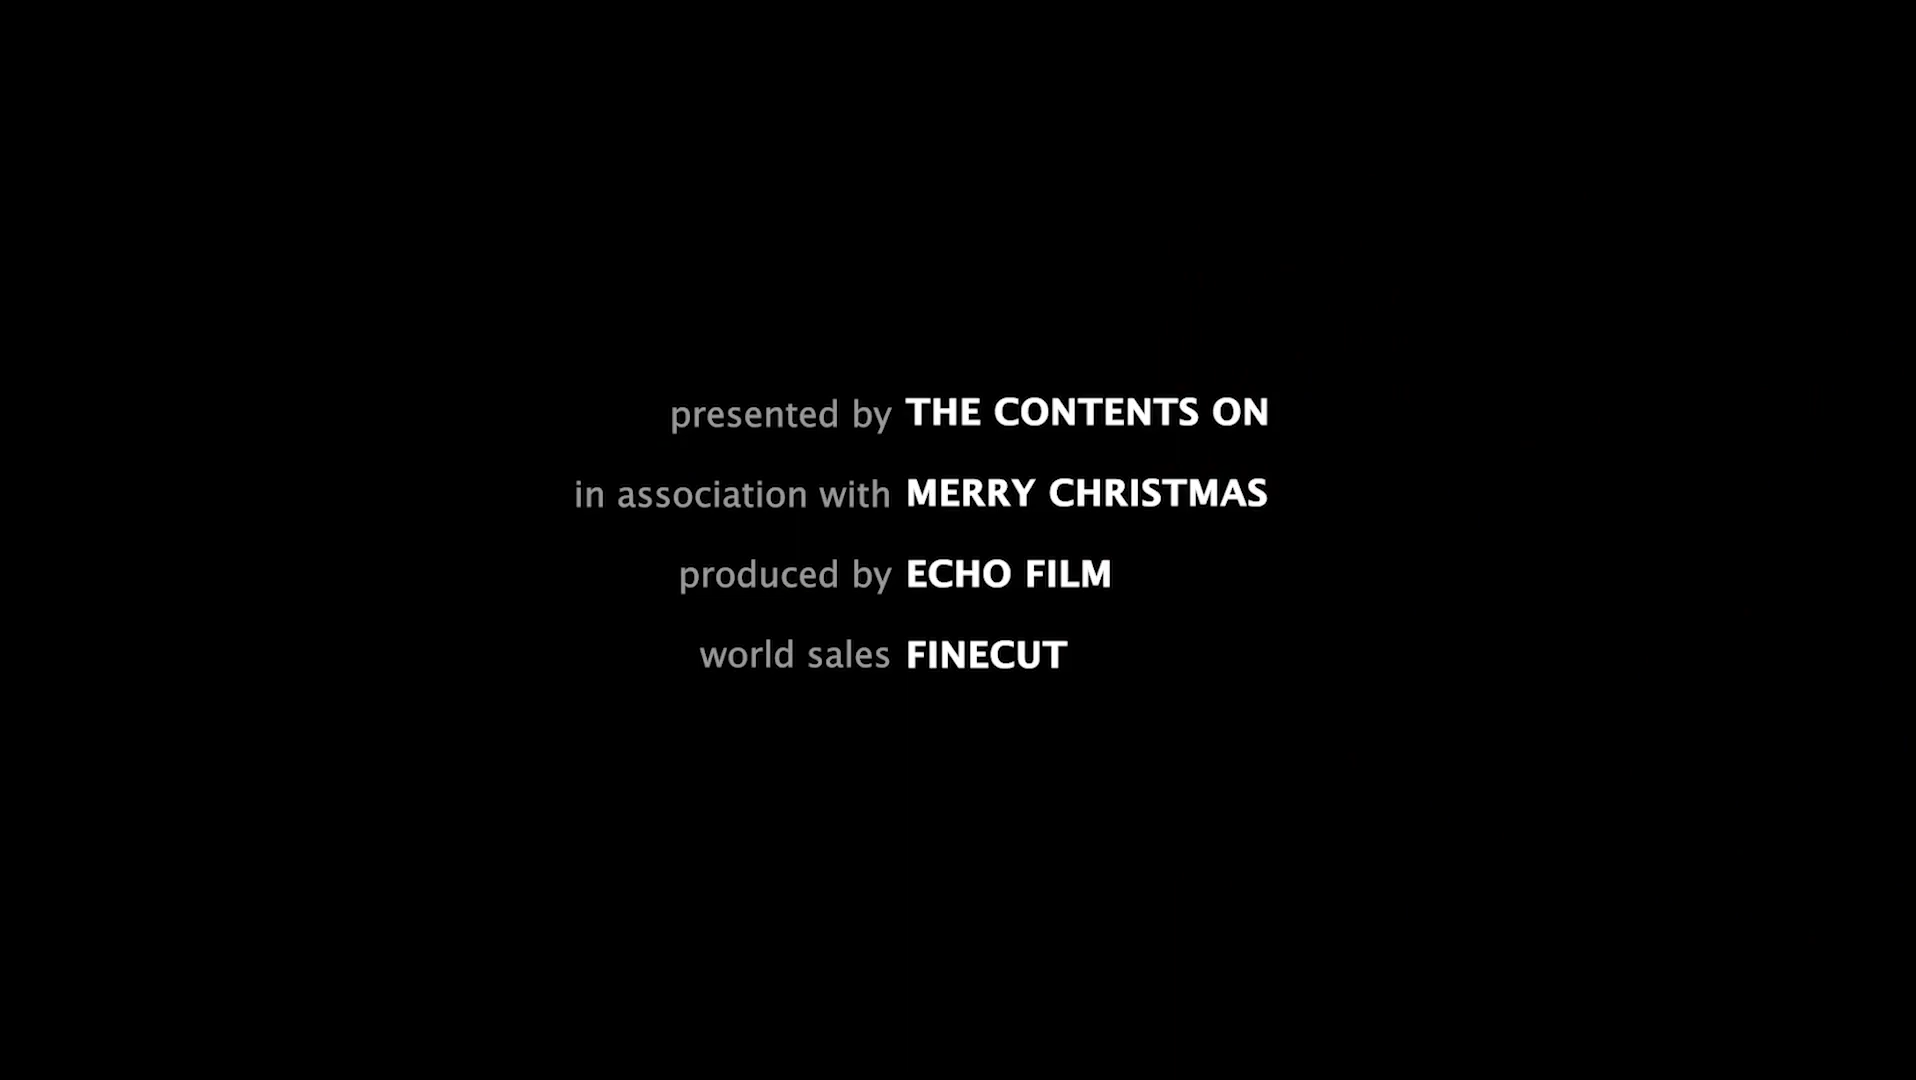 presented by THE CONTENTS ON
in association with MERRY CHRISTMAS
produced by ECHO FILM
world sales FINECUT